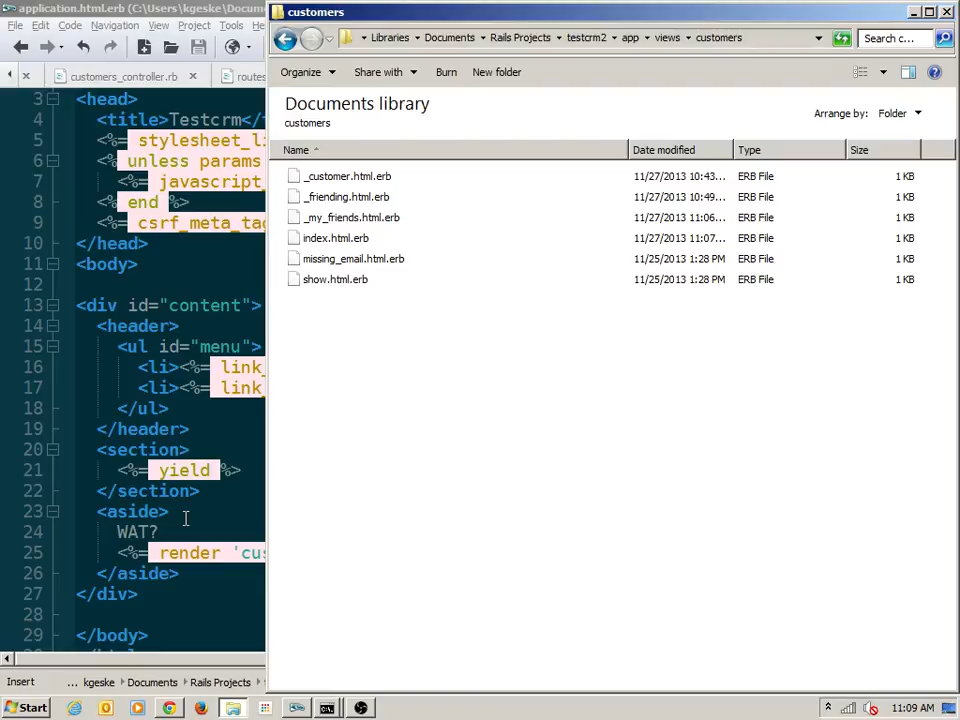 application.html.erb (C:\Users\kgeske\Docume
File Edit Code Navigation View Project Tools He
customers_controller.rb
routes
3 <head>
4 <title>Testcrm</t
5 <%= stylesheet_li
6 <% unless params
7 <%= javascript_
8 <% end %>
9 <%= csrf_meta_tag
10 </head>
11 <body>
12
13 <div id="content">
14 <header>
15 <ul id="menu">
16 <li><%= link_
17 <li><%= link_
18 </ul>
19 </header>
20 <section>
21 <%= yield %>
22 </section>
23 <aside>
24 WAT?
25 <%= render 'cus
26 </aside>
27 </div>
28
29 </body>
Insert ... kgeske Documents Rails Projects
customers
Libraries Documents Rails Projects testcrm2 app views customers
Search c...
Organize Share with Burn New folder
Documents library
customers
Arrange by: Folder
Name Date modified Type Size
_customer.html.erb 11/27/2013 10:43... ERB File 1 KB
_friending.html.erb 11/27/2013 10:49... ERB File 1 KB
_my_friends.html.erb 11/27/2013 11:06... ERB File 1 KB
index.html.erb 11/27/2013 11:07... ERB File 1 KB
missing_email.html.erb 11/25/2013 1:28 PM ERB File 1 KB
show.html.erb 11/25/2013 1:28 PM ERB File 1 KB
Start
11:09 AM